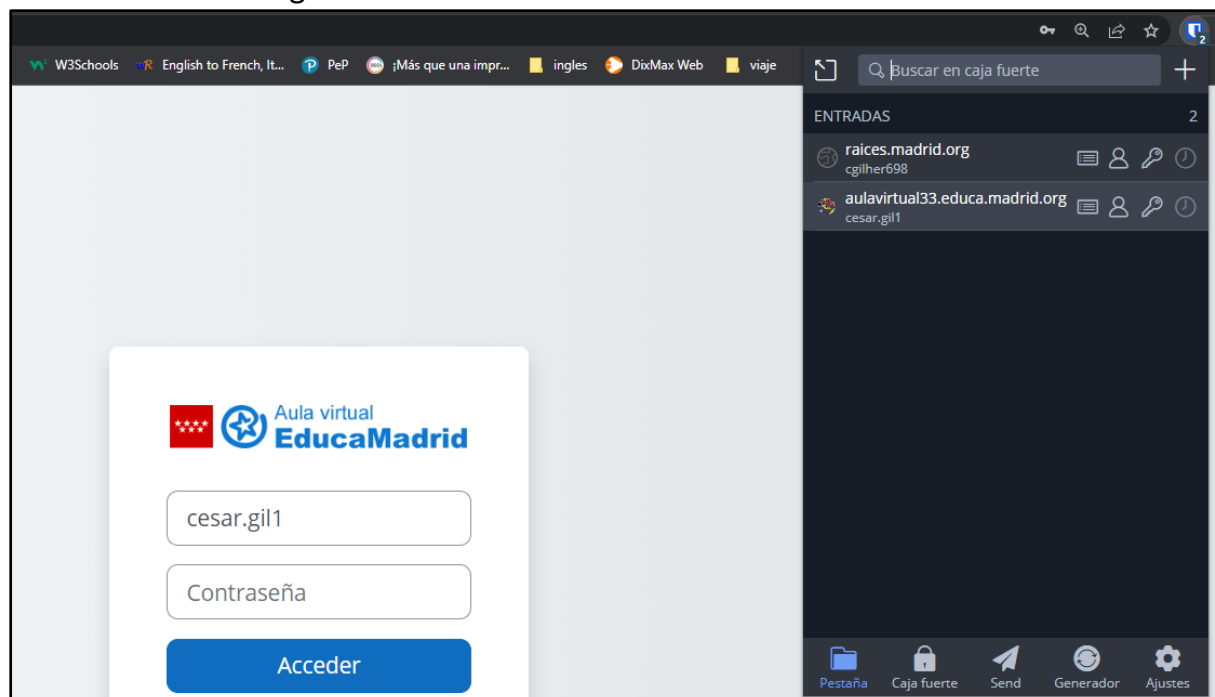 W3Schools English to French, It... PeP ¡Más que una impr... ingles DixMax Web viaje
2
Buscar en caja fuerte
ENTRADAS 2
raices.madrid.org
cgilher698
aulavirtual33.educa.madrid.org
cesar.gil1
Aula virtual
EducaMadrid
cesar.gil1
Contraseña
Acceder
Pestaña Caja fuerte Send Generador Ajustes